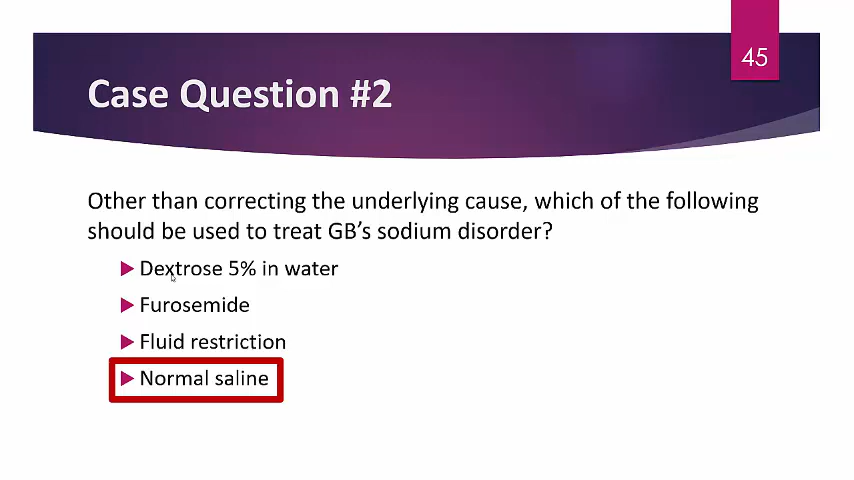 45
Case Question #2
Other than correcting the underlying cause, which of the following
should be used to treat GB’s sodium disorder?
Dextrose 5% in water
Furosemide
Fluid restriction
Normal saline